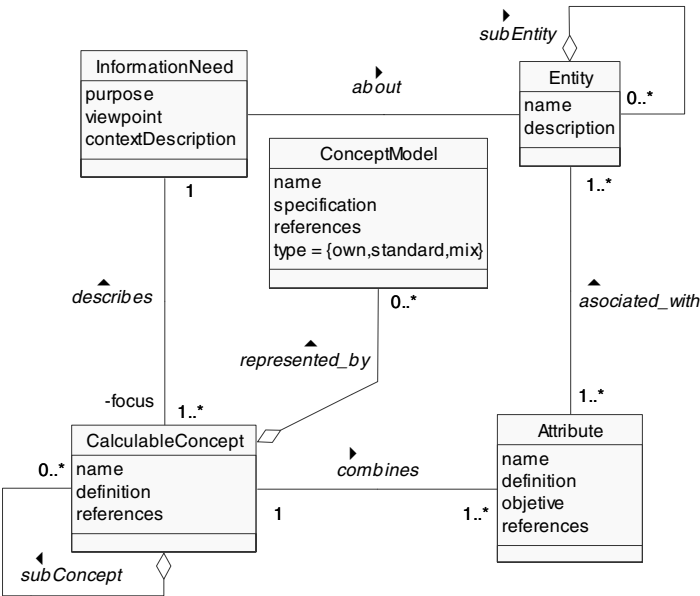 subEntity
InformationNeed
purpose
viewpoint
contextDescription
about
Entity
name
description
0..*
1
ConceptModel
name
specification
references
type = {own,standard,mix}
1..*
describes
0..*
asociated_with
represented_by
-focus
1..*
1..*
CalculableConcept
name
definition
references
0..*
combines
1
1..*
Attribute
name
definition
objetive
references
subConcept